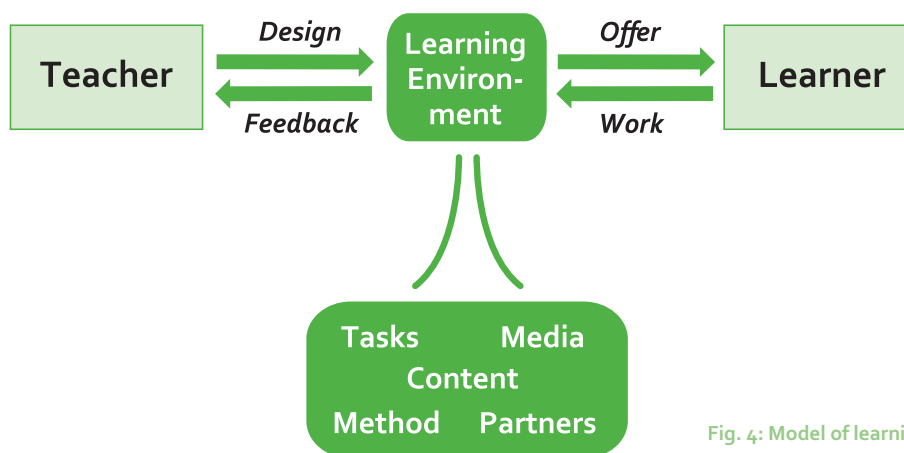 Design
Offer
Teacher
Learning
Environ-
ment
Learner
Feedback
Work
Tasks
Media
Content
Method
Partners
Fig. 4: Model of learni